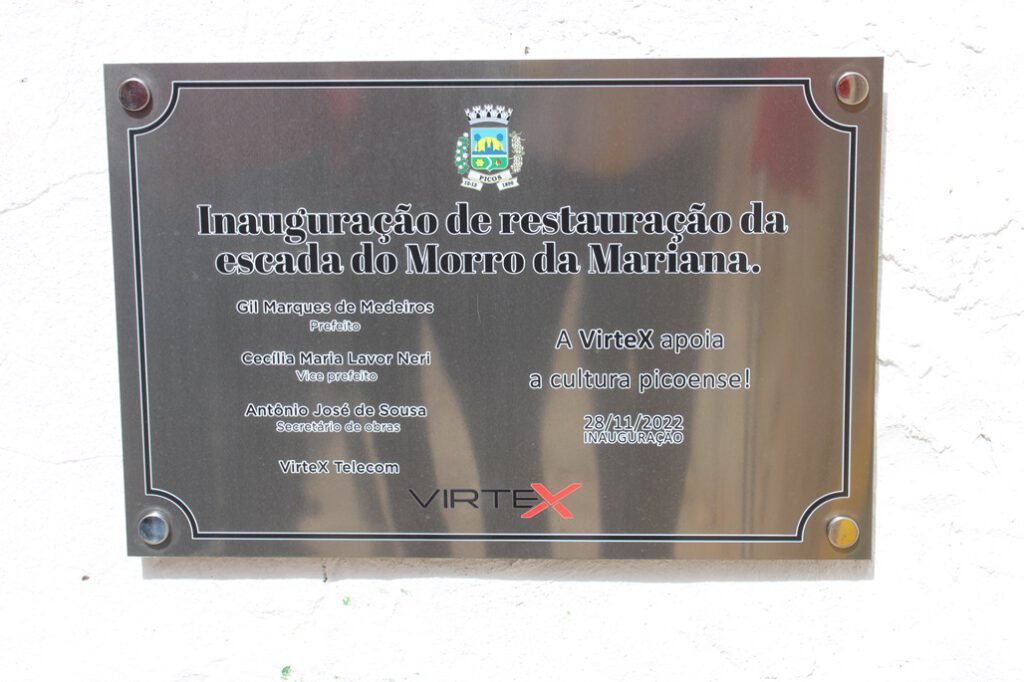 PICOS
1890
Inauguração de restauração da
escada do Morro da Mariana.
Gil Marques de Medeiros
Prefeito
Cecília Maria Lavor Neri
Vice prefeito
Antônio José de Sousa
Secretário de obras
VirteX Telecom
A VirteX apoia
a cultura picoense!
28/11/2022
INAUGURAÇÃO
VIRTEX